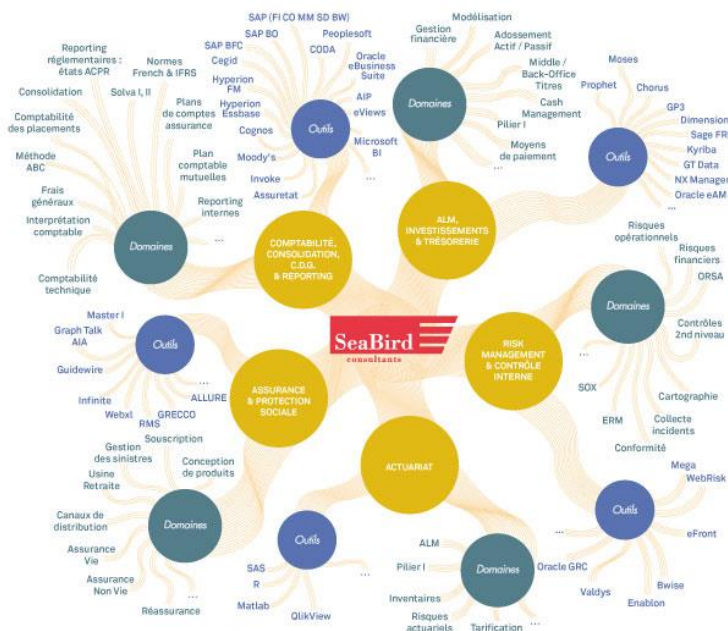 Reporting
réglementaires :
états ACPR
Normes
French & IFRS
Consolidation
Solva I, II
Comptabilité
des placements
Plans
de comptes
assurance
Méthode
ABC
Plan
comptable
mutuelles
Frais
généraux
Reporting
internes
Interprétation
comptable
...
Comptabilité
technique
Domaines
SAP (FI CO MM SD BW)
SAP BO
Peoplesoft
SAP BFC
CODA
Cegid
Oracle
eBusiness
Suite
Hyperion
FM
AIP
Hyperion
Essbase
eViews
Cognos
Microsoft
BI
Moody's
Invoke
...
Assuretat
Outils
COMPTABILITÉ,
CONSOLIDATION,
C.D.G.
& REPORTING
Modélisation
Gestion
financière
Adossement
Actif / Passif
Middle /
Back-Office
Titres
Cash
Management
Pilier I
Moyens
de paiement
...
Domaines
Moses
Prophet
Chorus
GP3
Dimension
Sage FR
Kyriba
GT Data
NX Manager
Oracle eAM
...
Outils
ALM,
INVESTISSEMENTS
& TRÉSORERIE
SeaBird
consultants
Risques
opérationnels
Risques
financiers
ORSA
Domaines
Contrôles
2nd niveau
...
SOX
Cartographie
ERM
Collecte
incidents
Conformité
RISK
MANAGEMENT
& CONTRÔLE
INTERNE
Mega
WebRisk
...
Outils
eFront
Oracle GRC
Bwise
Valdys
Enablon
Master I
Graph Talk
AIA
Outils
Guidewire
...
Infinite
ALLURE
Webxl
GRECCO
RMS
ASSURANCE
& PROTECTION
SOCIALE
Souscription
Gestion
des sinistres
Conception
de produits
Usine
Retraite
Canaux de
distribution
Domaines
Assurance
Vie
Assurance
Non Vie
...
Réassurance
ACTUARIAT
Outils
SAS
R
...
Matlab
QlikView
ALM
Pilier I
Domaines
Inventaires
Risques
actuariels
Tarification
...